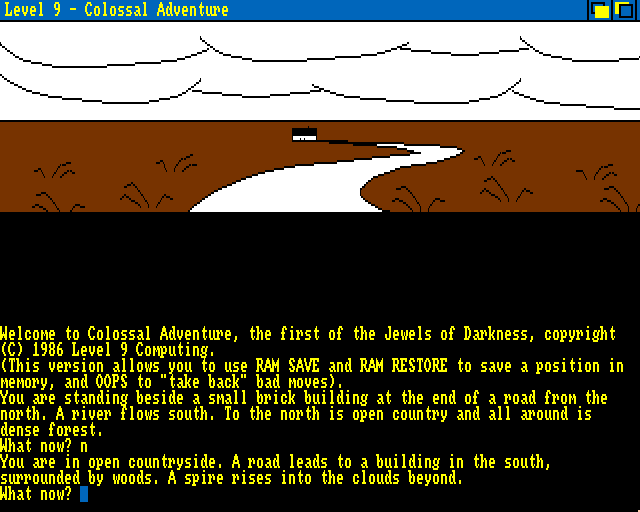 Level 9 - Colossal Adventure
Welcome to Colossal Adventure, the first of the Jewels of Darkness, copyright
(C) 1986 Level 9 Computing.
(This version allows you to use RAM SAVE and RAM RESTORE to save a position in
memory, and OOPS to "take back" bad moves).
You are standing beside a small brick building at the end of a road from the
north. A river flows south. To the north is open country and all around is
dense forest.
What now? n
You are in open countryside. A road leads to a building in the south,
surrounded by woods. A spire rises into the clouds beyond.
What now?